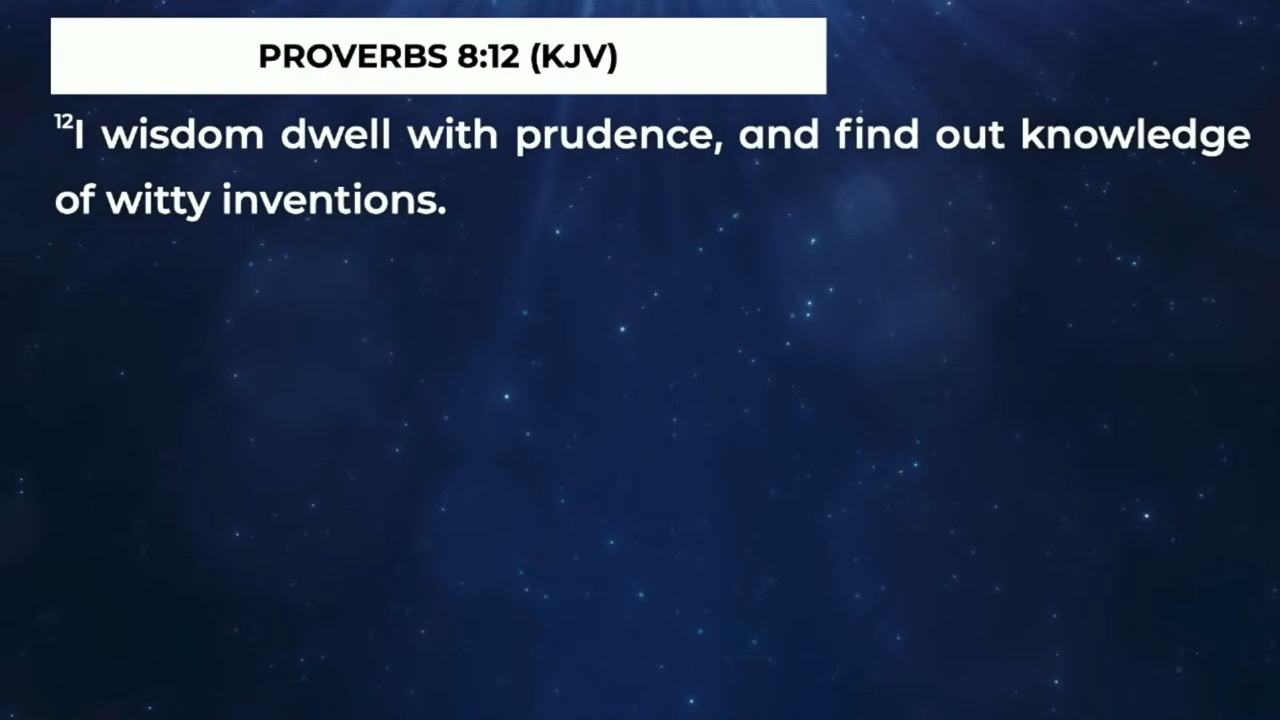 PROVERBS 8:12 (KJV)
12I wisdom dwell with prudence, and find out knowledge
of witty inventions.